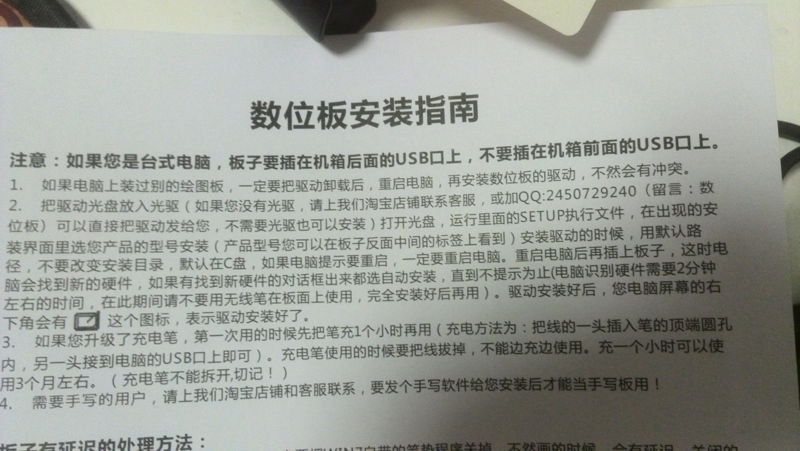 数位板安装指南
注意：如果您是台式电脑，板子要插在机箱后面的USB口上，不要插在机箱前面的USB口上。
1. 如果电脑上装过别的绘图板，一定要把驱动卸载后，重启电脑，再安装数位板的驱动，不然会有冲突。
2. 把驱动光盘放入光驱（如果您没有光驱，请上我们淘宝店铺联系客服，或加QQ:2450729240（留言：数
位板）可以直接把驱动发给您，不需要光驱也可以安装）打开光盘，运行里面的SETUP执行文件，在出现的安
装界面里选您产品的型号安装（产品型号您可以在板子反面中间的标签上看到）安装驱动的时候，用默认路
径，不要改变安装目录，默认在C盘，如果电脑提示要重启，一定要重启电脑。重启电脑后再插上板子，这时电
脑会找到新的硬件，如果有找到新硬件的对话框出来都选自动安装，直到不提示为止(电脑识别硬件需要2分钟
左右的时间，在此期间请不要用无线笔在板面上使用，完全安装好后再用）。驱动安装好后，您电脑屏幕的右
下角会有 这个图标，表示驱动安装好了。
3. 如果您升级了充电笔，第一次用的时候先把笔充1个小时再用（充电方法为：把线的一头插入笔的顶端圆孔
内，另一头接到电脑的USB口上即可）。充电笔使用的时候要把线拔掉，不能边充边使用。充一个小时可以使
用3个月左右。（充电笔不能拆开,切记！）
4. 需要手写的用户，请上我们淘宝店铺和客服联系，要发个手写软件给您安装后才能当手写板用！
板子有延迟的处理方法：
WIN7自带的笔势程序关掉，不然画的时候，会有延迟，关闭的